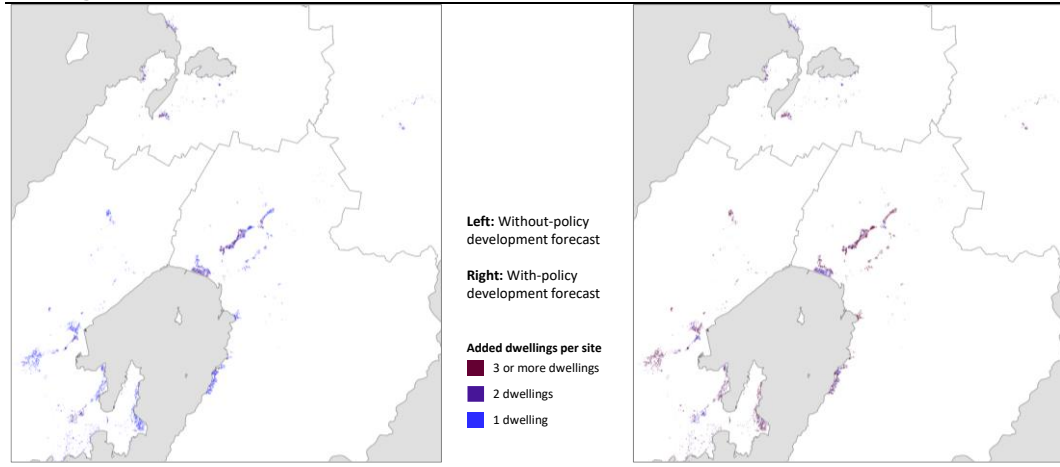 Left: Without-policy
development forecast
Right: With-policy
development forecast
Added dwellings per site
3 or more dwellings
2 dwellings
1 dwelling